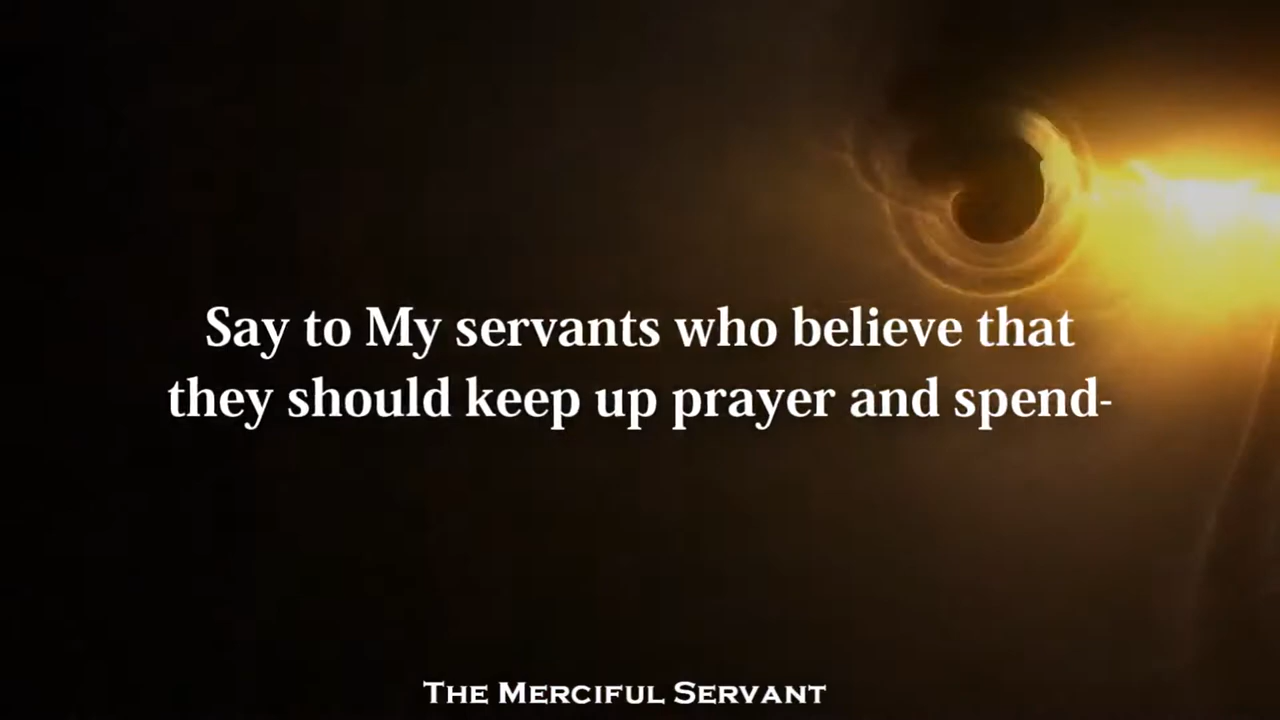 Say to My servants who believe that
they should keep up prayer and spend-
The Merciful Servant